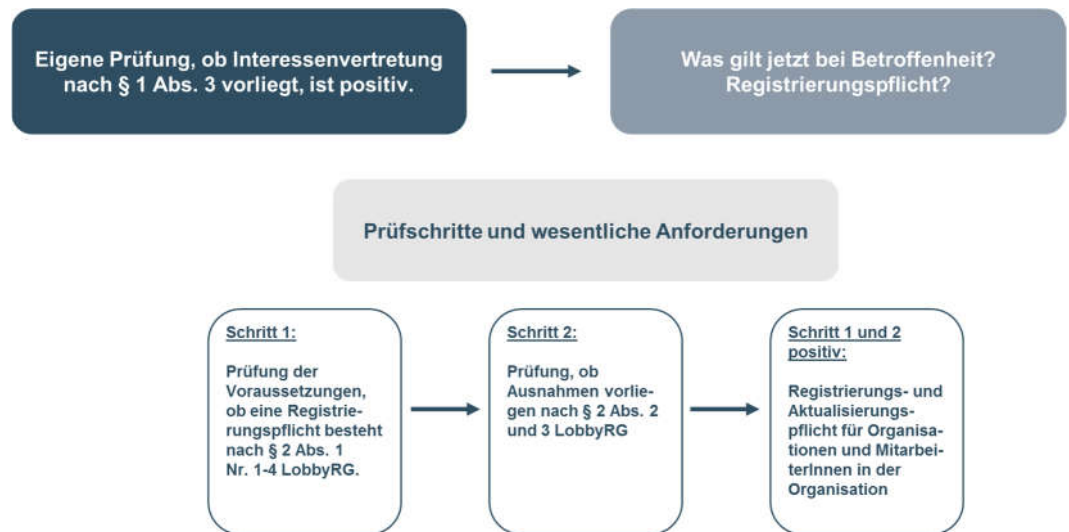 Eigene Prüfung, ob Interessenvertretung
nach § 1 Abs. 3 vorliegt, ist positiv.
Was gilt jetzt bei Betroffenheit?
Registrierungspflicht?
Prüfschritte und wesentliche Anforderungen
Schritt 1:
Prüfung der
Voraussetzungen,
ob eine Registrie-
rungspflicht besteht
nach § 2 Abs. 1
Nr. 1-4 LobbyRG.
Schritt 2:
Prüfung, ob
Ausnahmen vorlie-
gen nach § 2 Abs. 2
und 3 LobbyRG
Schritt 1 und 2
positiv:
Registrierungs- und
Aktualisierungs-
pflicht für Organisa-
tionen und Mitarbei-
terInnen in der
Organisation